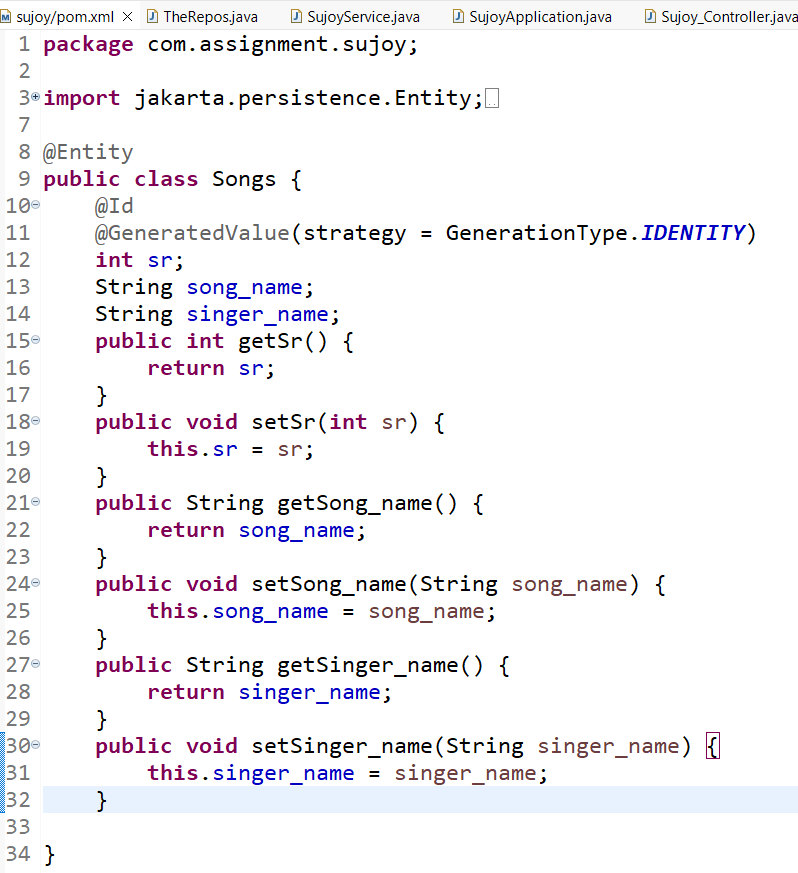 sujoy/pom.xml TheRepos.java SujoyService.java SujoyApplication.java Sujoy_Controller.java
1 package com.assignment.sujoy;
2
3 import jakarta.persistence.Entity;
7
8 @Entity
9 public class Songs {
10 @Id
11 @GeneratedValue(strategy = GenerationType.IDENTITY)
12 int sr;
13 String song_name;
14 String singer_name;
15 public int getSr() {
16 return sr;
17 }
18 public void setSr(int sr) {
19 this.sr = sr;
20 }
21 public String getSong_name() {
22 return song_name;
23 }
24 public void setSong_name(String song_name) {
25 this.song_name = song_name;
26 }
27 public String getSinger_name() {
28 return singer_name;
29 }
30 public void setSinger_name(String singer_name) {
31 this.singer_name = singer_name;
32 }
33
34 }